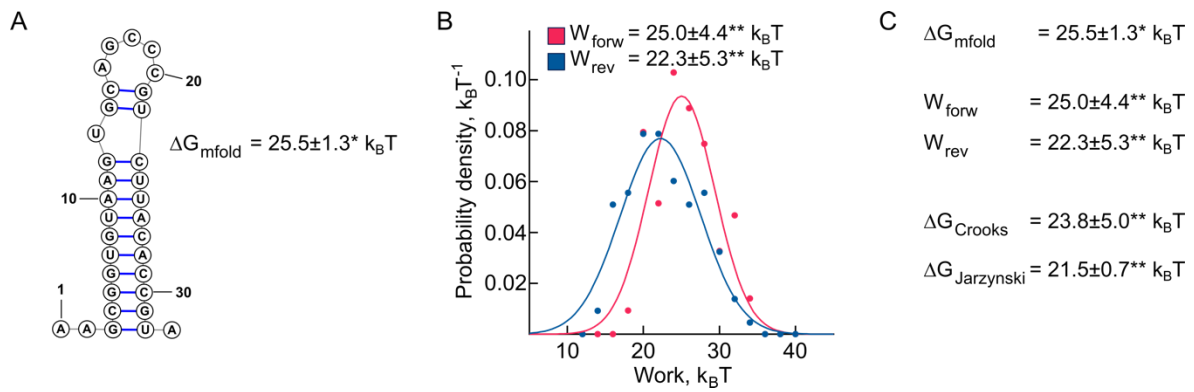 A
G C C
A C
20
C G
G U
U
G C
A U
10 A U
U A
G C
U A
G C
G C
30
C G
1
A A G U A
ΔGmfold = 25.5±1.3* kBT
B
Wforw = 25.0±4.4** kBT
Wrev = 22.3±5.3** kBT
Probability density, kBT-1
0.10
0.08
0.06
0.04
0.02
10 20 30 40
Work, kBT
C
ΔGmfold = 25.5±1.3* kBT
Wforw = 25.0±4.4** kBT
Wrev = 22.3±5.3** kBT
ΔGCrooks = 23.8±5.0** kBT
ΔGJarzynski = 21.5±0.7** kBT